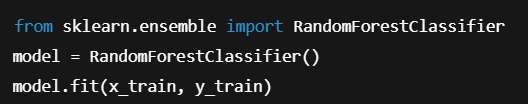 from sklearn.ensemble import RandomForestClassifier
model = RandomForestClassifier()
model.fit(x_train, y_train)